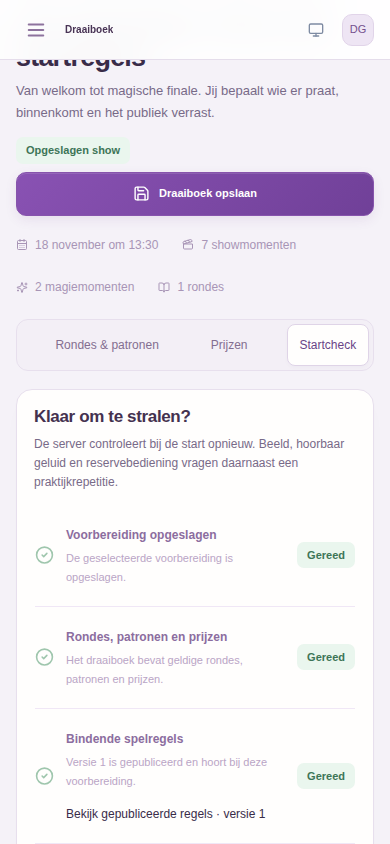 Draaiboek
DG
startregels
Van welkom tot magische finale. Jij bepaalt wie er praat,
binnenkomt en het publiek verrast.
Opgeslagen show
Draaiboek opslaan
18 november om 13:30
7 showmomenten
2 magiemomenten
1 rondes
Rondes & patronen
Prijzen
Startcheck
Klaar om te stralen?
De server controleert bij de start opnieuw. Beeld, hoorbaar
geluid en reservebediening vragen daarnaast een
praktijkrepetitie.
Voorbereiding opgeslagen
De geselecteerde voorbereiding is
opgeslagen.
Gereed
Rondes, patronen en prijzen
Het draaiboek bevat geldige rondes,
patronen en prijzen.
Gereed
Bindende spelregels
Versie 1 is gepubliceerd en hoort bij deze
voorbereiding.
Gereed
Bekijk gepubliceerde regels · versie 1